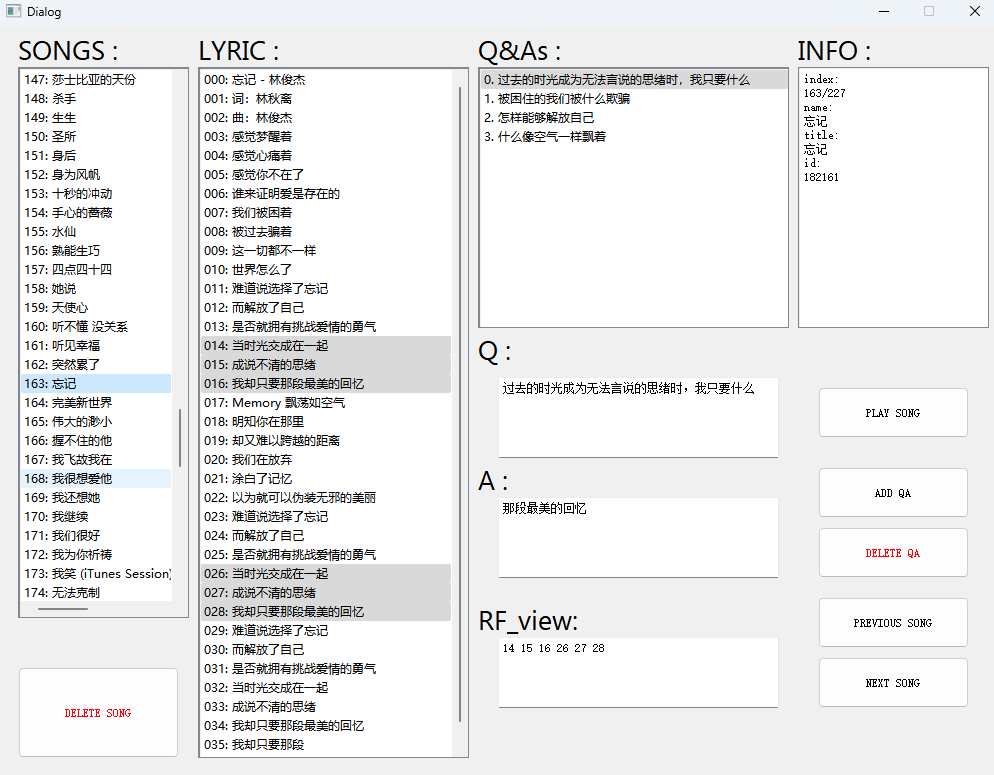 Dialog
SONGS :
147: 莎士比亚的天份
148: 杀手
149: 生生
150: 圣所
151: 身后
152: 身为风帆
153: 十秒的冲动
154: 手心的蔷薇
155: 水仙
156: 熟能生巧
157: 四点四十四
158: 她说
159: 天使心
160: 听不懂 没关系
161: 听见幸福
162: 突然累了
163: 忘记
164: 完美新世界
165: 伟大的渺小
166: 握不住的他
167: 我飞故我在
168: 我很想爱他
169: 我还想她
170: 我继续
171: 我们很好
172: 我为你祈祷
173: 我笑 (iTunes Session)
174: 无法克制
DELETE SONG
LYRIC :
000: 忘记 - 林俊杰
001: 词：林秋离
002: 曲：林俊杰
003: 感觉梦醒着
004: 感觉心痛着
005: 感觉你不在了
006: 谁来证明爱是存在的
007: 我们被困着
008: 被过去骗着
009: 这一切都不一样
010: 世界怎么了
011: 难道说选择了忘记
012: 而解放了自己
013: 是否就拥有挑战爱情的勇气
014: 当时光交成在一起
015: 成说不清的思绪
016: 我却只要那段最美的回忆
017: Memory 飘荡如空气
018: 明知你在那里
019: 却又难以跨越的距离
020: 我们在放弃
021: 涂白了记忆
022: 以为就可以伪装无邪的美丽
023: 难道说选择了忘记
024: 而解放了自己
025: 是否就拥有挑战爱情的勇气
026: 当时光交成在一起
027: 成说不清的思绪
028: 我却只要那段最美的回忆
029: 难道说选择了忘记
030: 而解放了自己
031: 是否就拥有挑战爱情的勇气
032: 当时光交成在一起
033: 成说不清的思绪
034: 我却只要那段最美的回忆
035: 我却只要那段
Q&As :
0. 过去的时光成为无法言说的思绪时，我只要什么
1. 被困住的我们被什么欺骗
2. 怎样能够解放自己
3. 什么像空气一样飘着
Q :
过去的时光成为无法言说的思绪时，我只要什么
A :
那段最美的回忆
RF_view:
14 15 16 26 27 28
INFO :
index:
163/227
name:
忘记
title:
忘记
id:
182161
PLAY SONG
ADD QA
DELETE QA
PREVIOUS SONG
NEXT SONG